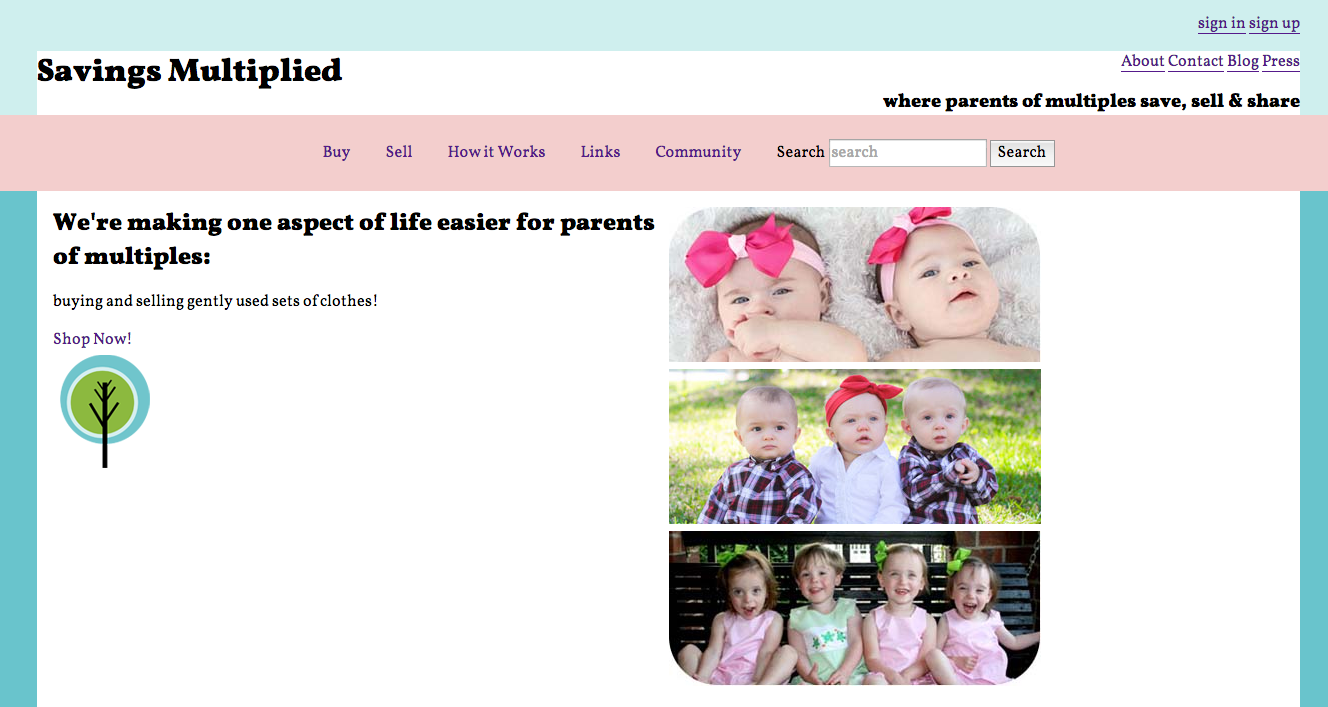 sign in sign up
Savings Multiplied
About Contact Blog Press
where parents of multiples save, sell & share
Buy Sell How it Works Links Community Search search Search
We're making one aspect of life easier for parents
of multiples:
buying and selling gently used sets of clothes!
Shop Now!